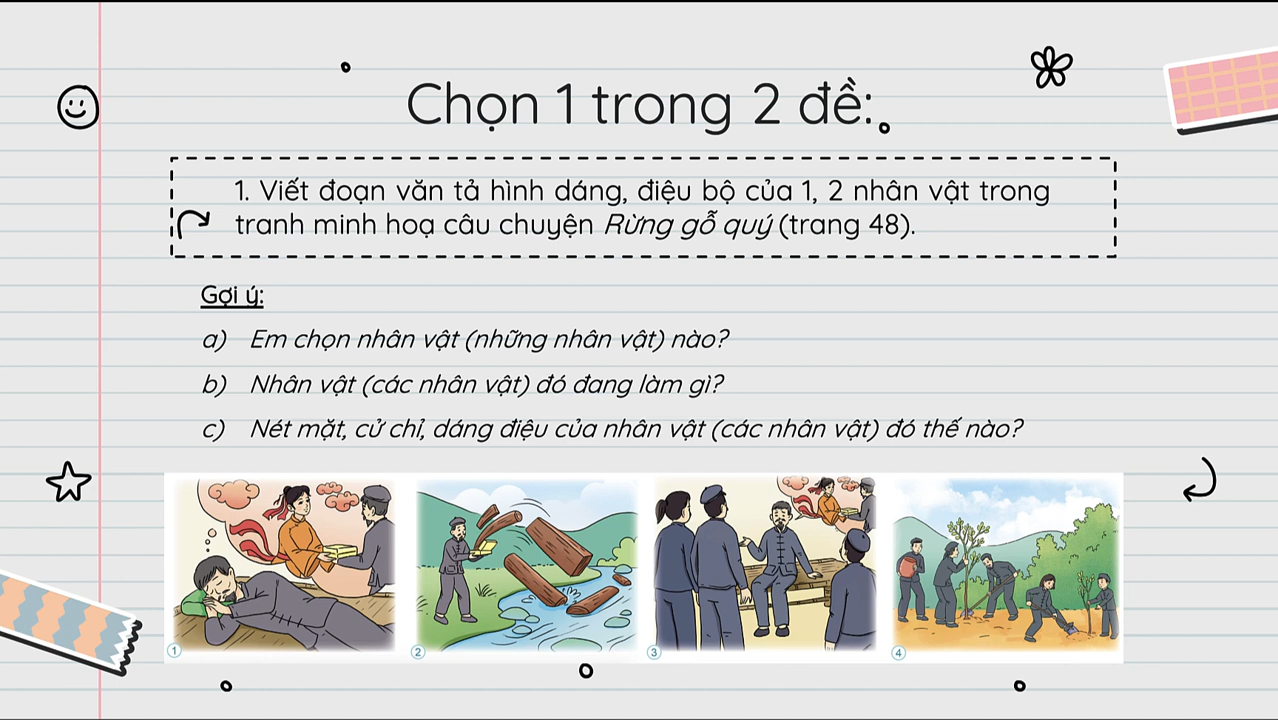 Chọn 1 trong 2 đề:
1. Viết đoạn văn tả hình dáng, điệu bộ của 1, 2 nhân vật trong
tranh minh hoạ câu chuyện Rừng gỗ quý (trang 48).
Gợi ý:
a) Em chọn nhân vật (những nhân vật) nào?
b) Nhân vật (các nhân vật) đó đang làm gì?
c) Nét mặt, cử chỉ, dáng điệu của nhân vật (các nhân vật) đó thế nào?
1
2
3
4